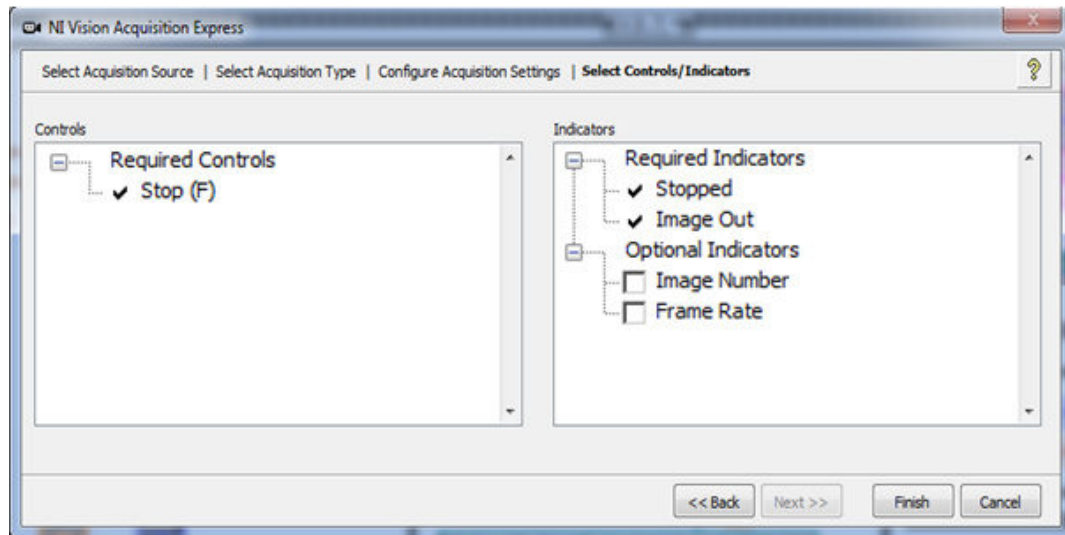 NI Vision Acquisition Express
Select Acquisition Source | Select Acquisition Type | Configure Acquisition Settings | Select Controls/Indicators
?
Controls
Required Controls
Stop (F)
Indicators
Required Indicators
Stopped
Image Out
Optional Indicators
Image Number
Frame Rate
<< Back Next >> Finish Cancel